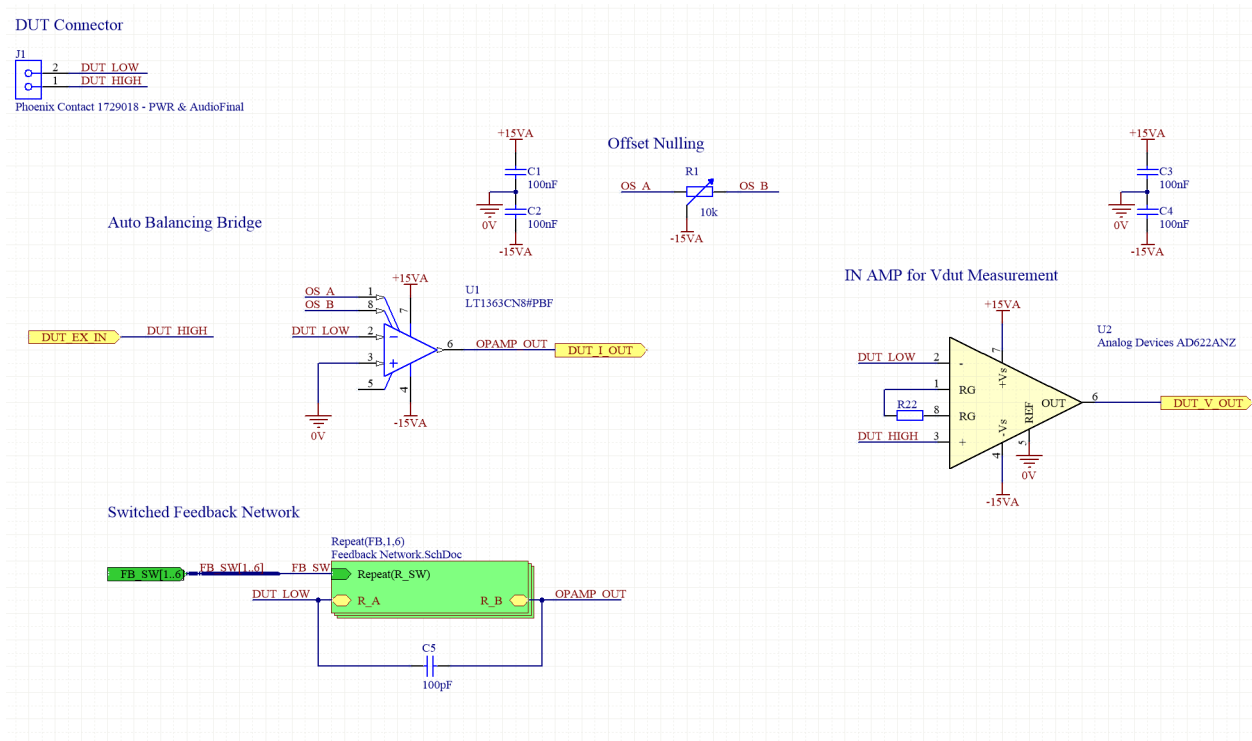 DUT Connector
J1
2 DUT_LOW
1 DUT_HIGH
Phoenix Contact 1729018 - PWR & AudioFinal
+15VA
C1
100nF
0V
C2
100nF
-15VA
Offset Nulling
R1
OS_A OS_B
10k
-15VA
+15VA
C3
100nF
0V
C4
100nF
-15VA
Auto Balancing Bridge
+15VA
U1
LT1363CN8#PBF
OS_A 1
OS_B 8
7
DUT_EX_IN DUT_HIGH
DUT_LOW 2 -
6 OPAMP_OUT DUT_I_OUT
3 +
5
4
0V
-15VA
IN AMP for Vdut Measurement
+15VA
U2
Analog Devices AD622ANZ
7
+Vs
DUT_LOW 2 -
1 RG
R22
8 RG
OUT 6 DUT_V_OUT
REF
5
DUT_HIGH 3 +
-Vs
4
0V
-15VA
Switched Feedback Network
Repeat(FB,1,6)
Feedback Network.SchDoc
FB_SW[1..6] FB_SW[1..6] FB_SW Repeat(R_SW)
DUT_LOW R_A R_B OPAMP_OUT
C5
100pF